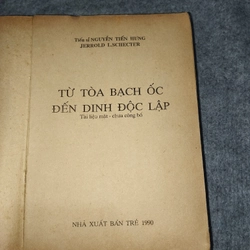 Tiến sĩ NGUYỄN TIẾN HƯNG
JERROLD L.SCHECTER
TỪ TÒA BẠCH ỐC
ĐẾN DINH ĐỘC LẬP
Tài liệu mật - chưa công bố
NHÀ XUẤT BẢN TRẺ 1990